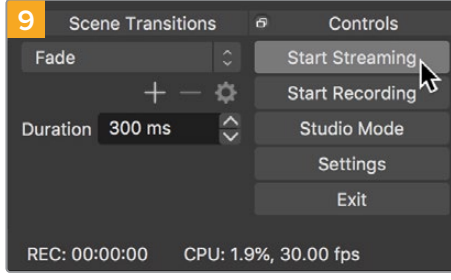 9
Scene Transitions
Controls
Fade
Start Streaming
Start Recording
Duration 300 ms
Studio Mode
Settings
Exit
REC: 00:00:00 CPU: 1.9%, 30.00 fps